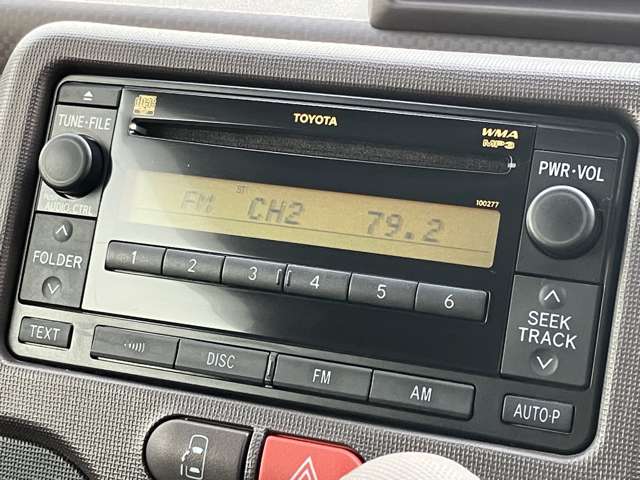 TOYOTA
WMA
MP3
TUNE·FILE
PWR·VOL
AUDIO·CTRL
ST
100277
FM CH2 79.2
FOLDER
1 2 3 4 5 6
SEEK
TRACK
TEXT
DISC
FM
AM
AUTO·P